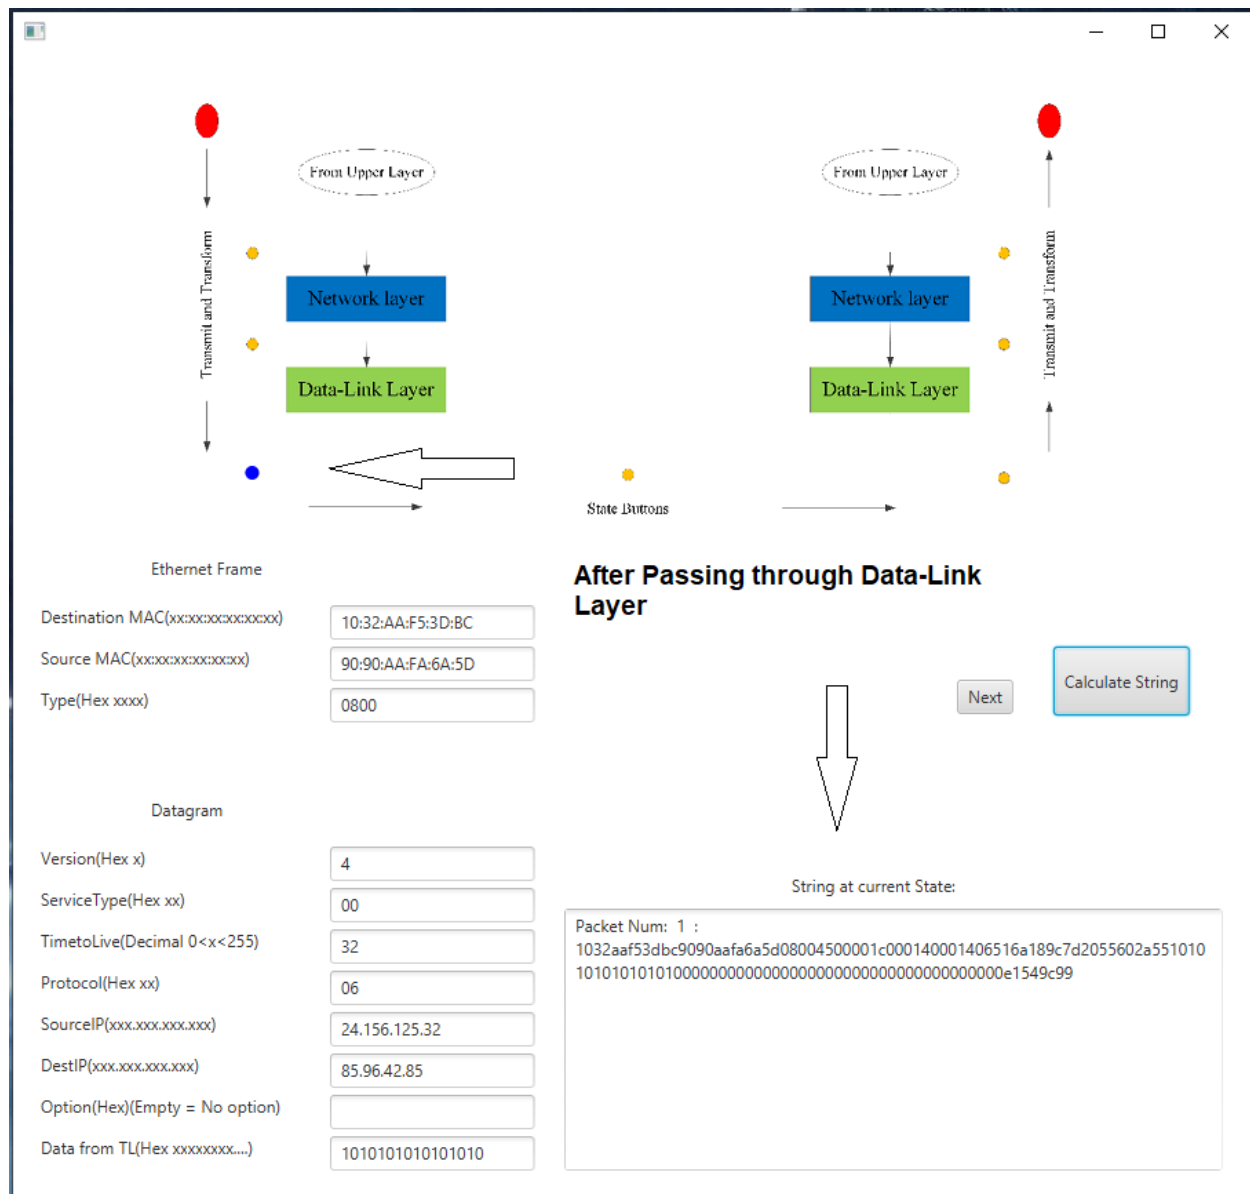 From Upper Layer
From Upper Layer
Transmit and Transform
Network layer
Data-Link Layer
Network layer
Data-Link Layer
Transmit and Transform
State Buttons
Ethernet Frame
Destination MAC(xx:xx:xx:xx:xx:xx)
10:32:AA:F5:3D:BC
Source MAC(xx:xx:xx:xx:xx:xx)
90:90:AA:FA:6A:5D
Type(Hex xxxx)
0800
After Passing through Data-Link
Layer
Next
Calculate String
Datagram
Version(Hex x)
4
ServiceType(Hex xx)
00
TimetoLive(Decimal 0<x<255)
32
Protocol(Hex xx)
06
SourceIP(xxx.xxx.xxx.xxx)
24.156.125.32
DestIP(xxx.xxx.xxx.xxx)
85.96.42.85
Option(Hex)(Empty = No option)
Data from TL(Hex xxxxxxxx....)
1010101010101010
String at current State:
Packet Num:  1  :
1032aaf53dbc9090aafa6a5d08004500001c000140001406516a189c7d2055602a551010
101010101010000000000000000000000000000000000000e1549c99